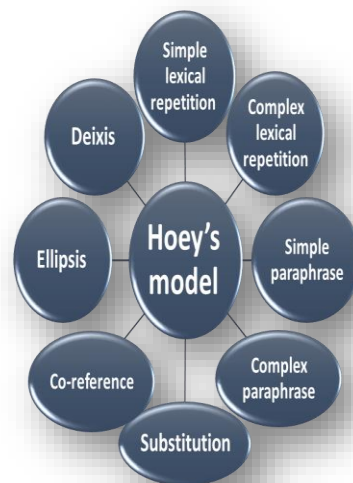 Simple
lexical
repetition
Complex
lexical
repetition
Deixis
Hoey's
model
Ellipsis
Simple
paraphrase
Co-reference
Complex
paraphrase
Substitution